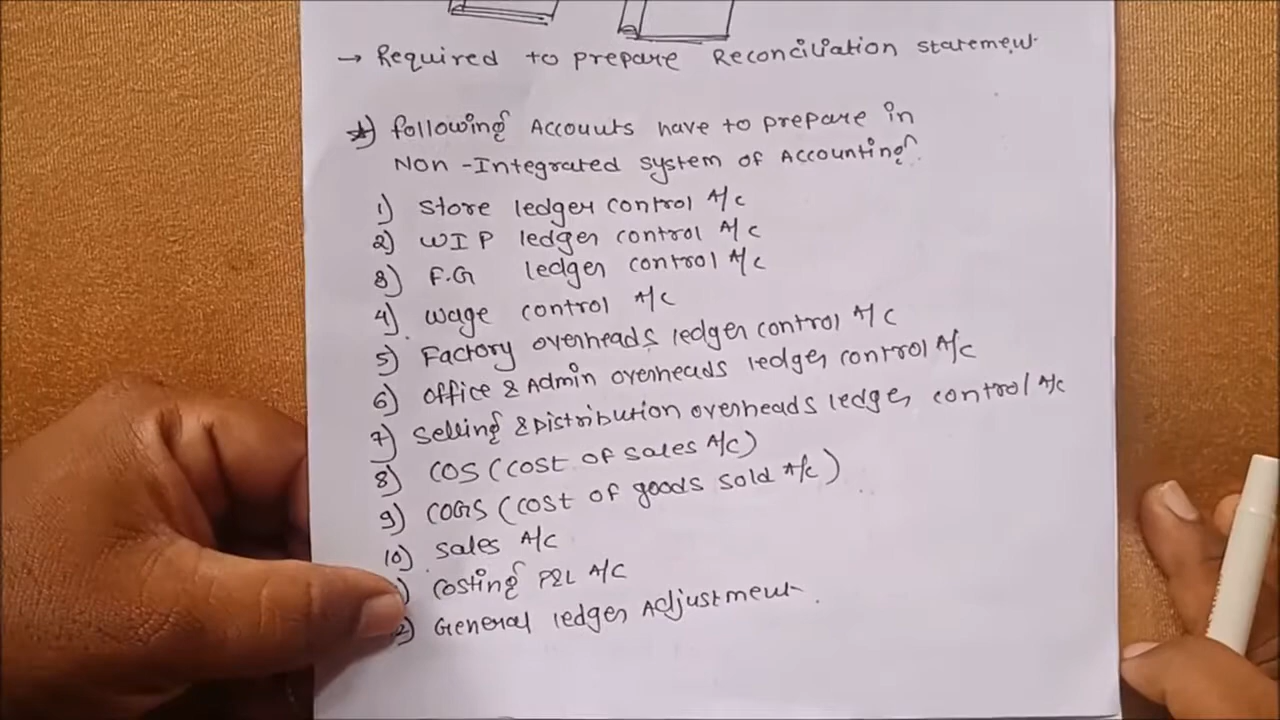 → Required to prepare Reconciliation statement
*) Following Accounts have to prepare in
Non-Integrated system of Accounting
1) Store ledger control A/c
2) WIP ledger control A/c
3) F.G ledger control A/c
4) wage control A/c
5) Factory overheads ledger control A/c
6) Office & Admin overheads ledger control A/c
7) Selling & Distribution overheads ledger control A/c
8) COS (cost of sales A/c)
9) COGS (cost of goods sold A/c)
10) Sales A/c
) Costing P&L A/c
2) General ledger Adjustment.